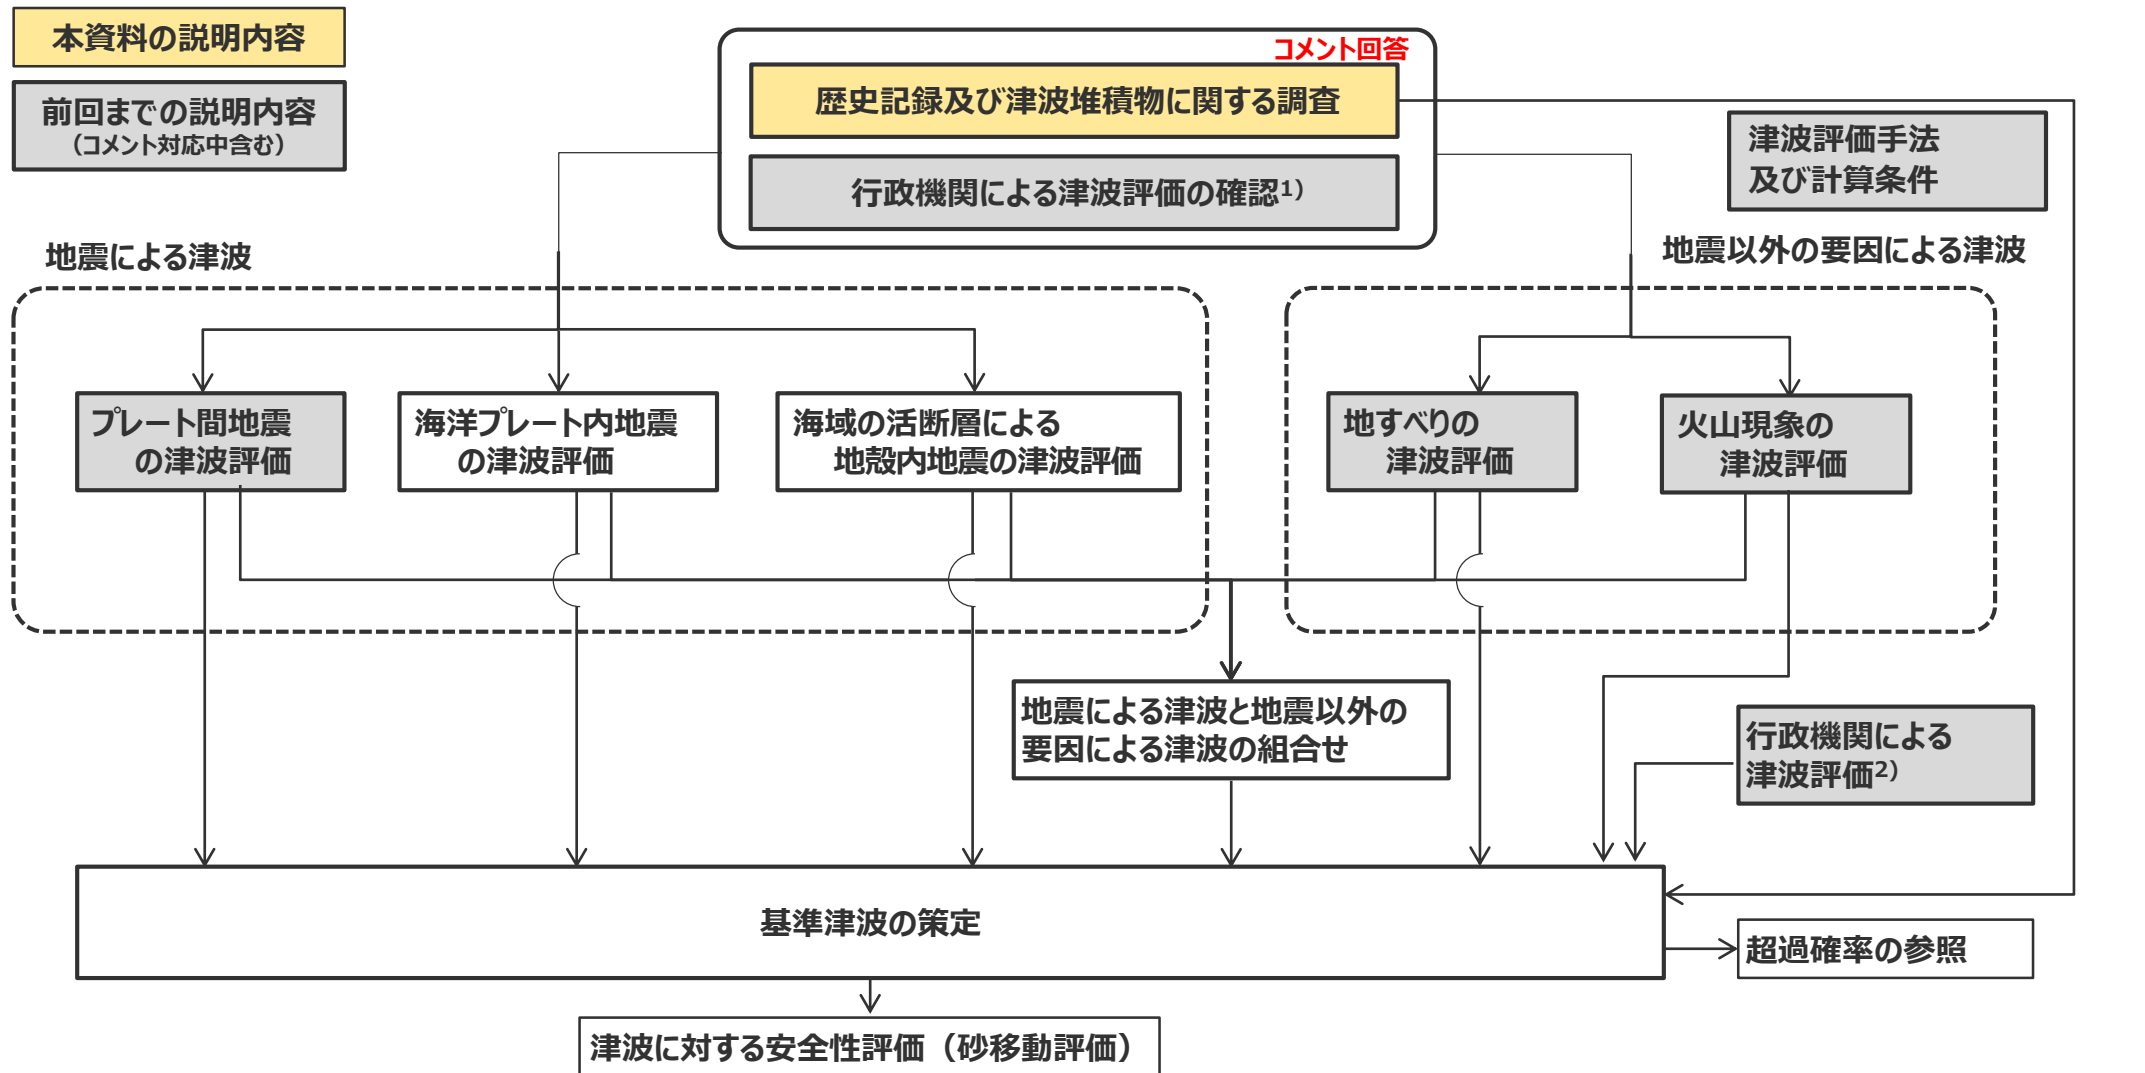 本資料の説明内容
前回までの説明内容
（コメント対応中含む）
コメント回答
歴史記録及び津波堆積物に関する調査
行政機関による津波評価の確認1）
津波評価手法
及び計算条件
地震による津波
地震以外の要因による津波
プレート間地震
の津波評価
海洋プレート内地震
の津波評価
海域の活断層による
地殻内地震の津波評価
地すべりの
津波評価
火山現象の
津波評価
地震による津波と地震以外の
要因による津波の組合せ
行政機関による
津波評価2）
基準津波の策定
超過確率の参照
津波に対する安全性評価（砂移動評価）